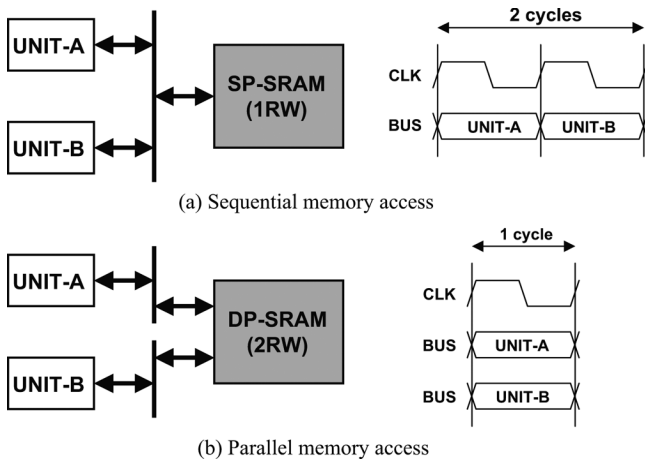 UNIT-A
UNIT-B
SP-SRAM
(1RW)
2 cycles
CLK
BUS
UNIT-A
UNIT-B
(a) Sequential memory access
UNIT-A
UNIT-B
DP-SRAM
(2RW)
1 cycle
CLK
BUS
UNIT-A
BUS
UNIT-B
(b) Parallel memory access